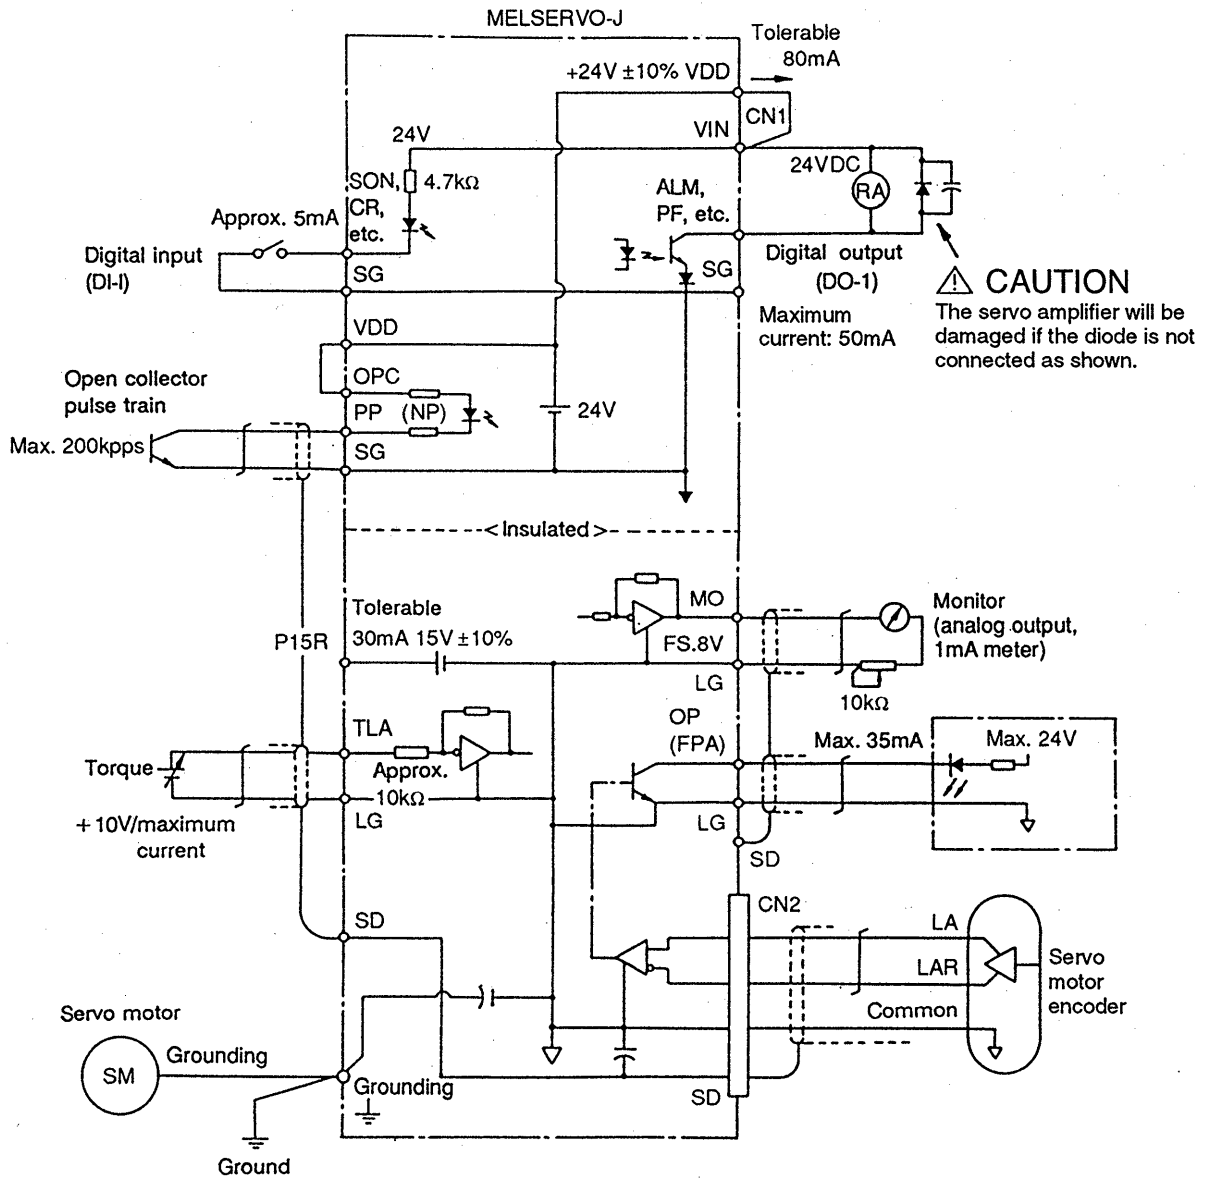 MELSERVO-J
Tolerable
80mA
+24V ±10% VDD
CN1
VIN
24V
24VDC
RA
SON,
4.7kΩ
CR,
etc.
ALM,
PF, etc.
Approx. 5mA
Digital input
(DI-I)
SG
SG
Digital output
(DO-1)
CAUTION
The servo amplifier will be
damaged if the diode is not
connected as shown.
Maximum
current: 50mA
VDD
OPC
Open collector
pulse train
PP (NP)
24V
Max. 200kpps
SG
<Insulated>
Tolerable
30mA 15V ±10%
P15R
MO
FS.8V
LG
Monitor
(analog output,
1mA meter)
10kΩ
TLA
Approx.
10kΩ
Torque
LG
+10V/maximum
current
OP
(FPA)
Max. 35mA
Max. 24V
LG
SD
SD
CN2
LA
LAR
Common
Servo
motor
encoder
Servo motor
SM
Grounding
Grounding
SD
Ground